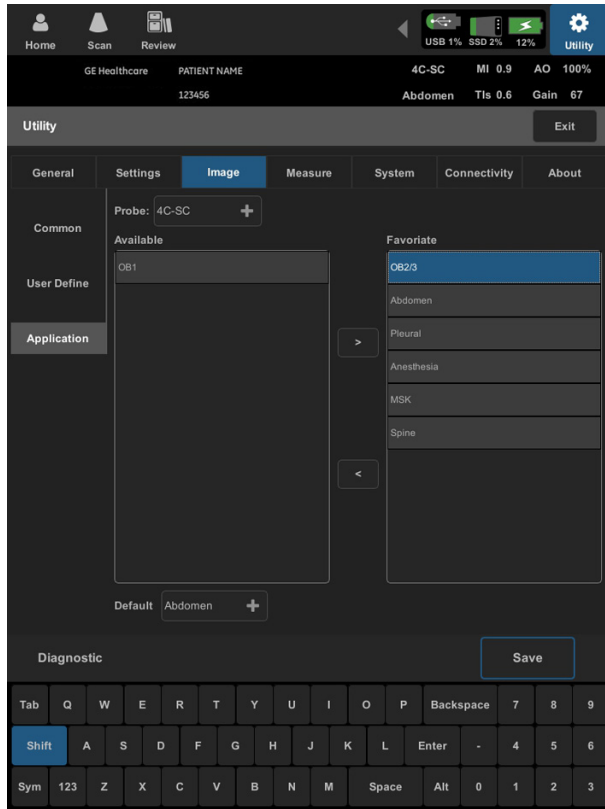 Home Scan Review USB 1% SSD 2% 12% Utility
GE Healthcare PATIENT NAME 4C-SC MI 0.9 AO 100%
123456 Abdomen TIs 0.6 Gain 67
Utility Exit
General Settings Image Measure System Connectivity About
Probe: 4C-SC +
Common
Available Favoriate
OB1 OB2/3
User Define
Abdomen
Application Pleural
>
Anesthesia
MSK
Spine
<
Default Abdomen +
Diagnostic Save
Tab Q W E R T Y U I O P Backspace 7 8 9
Shift A S D F G H J K L Enter - 4 5 6
Sym 123 Z X C V B N M Space Alt 0 1 2 3